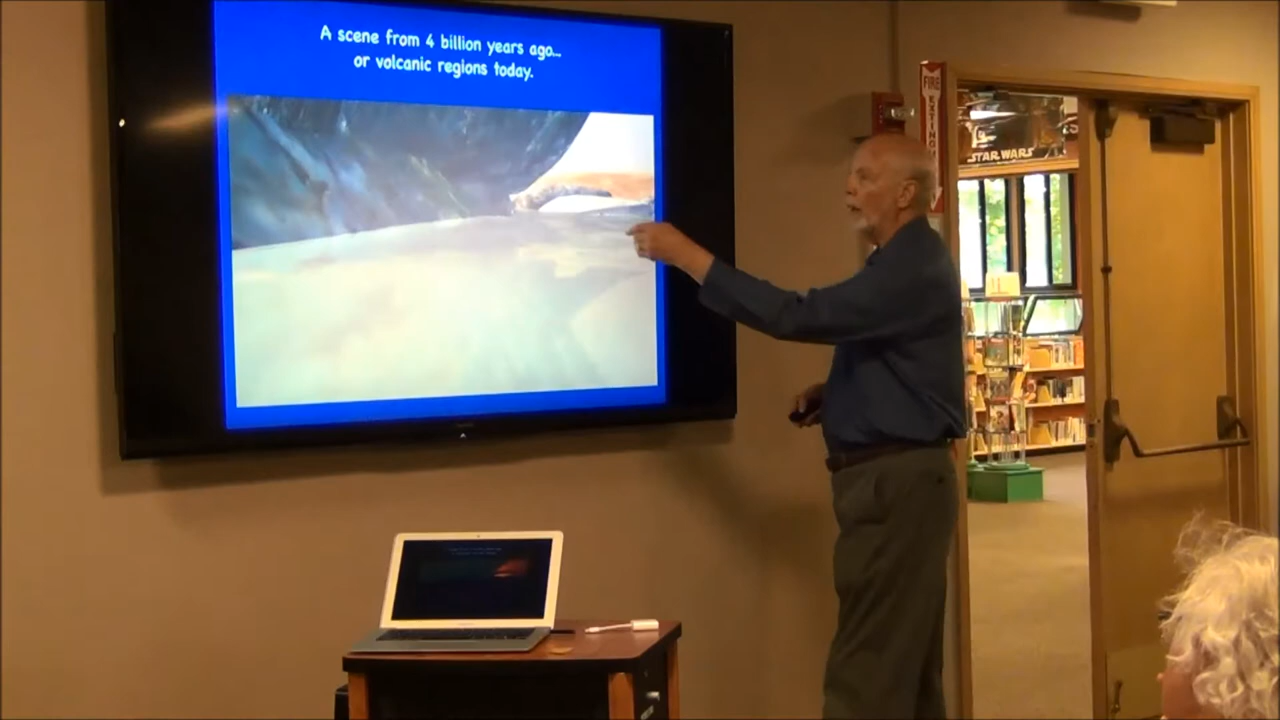 A scene from 4 billion years ago...
or volcanic regions today.
FIRE
STAR WARS